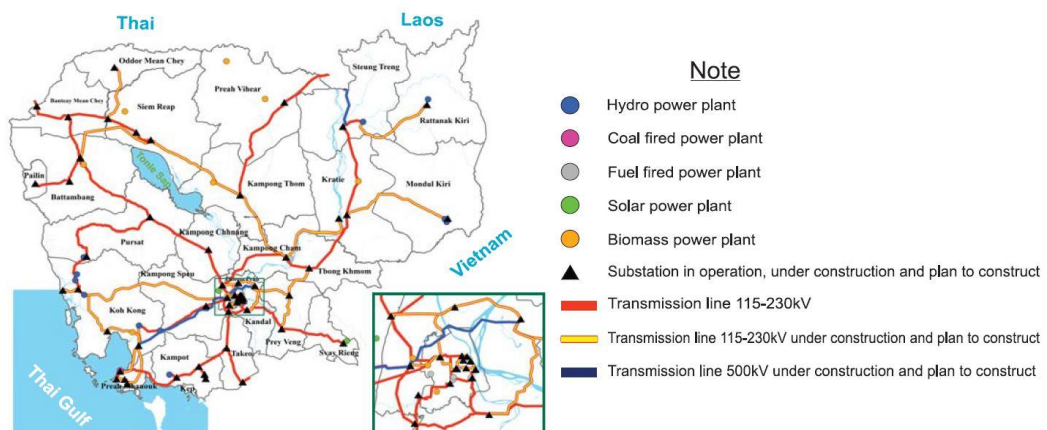 Thai
Laos
Oddor Mean Chey
Steung Treng
Preah Vihear
Banteay Mean Chey
Siem Reap
Rattanak Kiri
Tonle Sap
Pailin
Kampong Thom
Kratie
Mondul Kiri
Battambang
Kampong Chhnang
Pursat
Kampong Cham
Vietnam
Kampong Speu
Tbong Khmom
Koh Kong
Kandal
Prey Veng
Svay Rieng
Kampot
Takeo
Kep
Thai Gulf
Note
Hydro power plant
Coal fired power plant
Fuel fired power plant
Solar power plant
Biomass power plant
Substation in operation, under construction and plan to construct
Transmission line 115-230kV
Transmission line 115-230kV under construction and plan to construct
Transmission line 500kV under construction and plan to construct